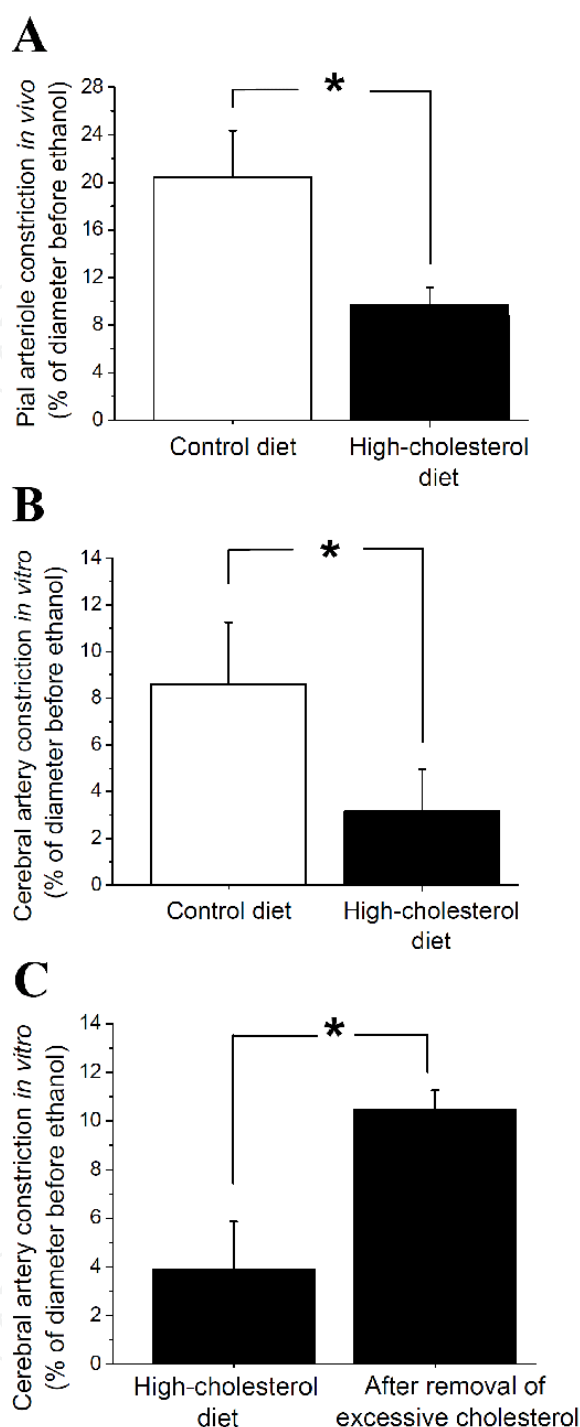 A
Pial arteriole constriction in vivo
(% of diameter before ethanol)
28
24
20
16
12
8
4
0
*
Control diet
High-cholesterol
diet
B
Cerebral artery constriction in vitro
(% of diameter before ethanol)
14
12
10
8
6
4
2
0
*
Control diet
High-cholesterol
diet
C
Cerebral artery constriction in vitro
(% of diameter before ethanol)
14
12
10
8
6
4
2
0
*
High-cholesterol
diet
After removal of
excessive cholesterol